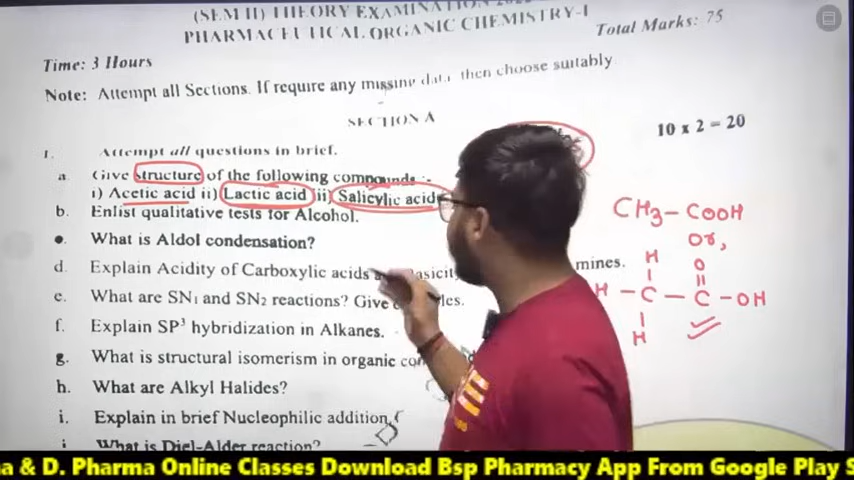 (SEM II) THEORY EXAMINATION
PHARMACEUTICAL ORGANIC CHEMISTRY-I
Total Marks: 75
Time: 3 Hours
Note: Attempt all Sections. If require any missing data then choose suitably.
SECTION A
10 x 2 = 20
1. Attempt all questions in brief.
a. Give structure of the following compounds :-
i) Acetic acid ii) Lactic acid ii) Salicylic acid
b. Enlist qualitative tests for Alcohol.
What is Aldol condensation?
d. Explain Acidity of Carboxylic acids mines.
e. What are SN1 and SN2 reactions? Give
f. Explain SP3 hybridization in Alkanes.
g. What is structural isomerism in organic
h. What are Alkyl Halides?
i. Explain in brief Nucleophilic addition
What is Diel-Alder reaction?
CH3-COOH
Or,
H O
H-C-C-OH
H
a & D. Pharma Online Classes Download Bsp Pharmacy App From Google Play S